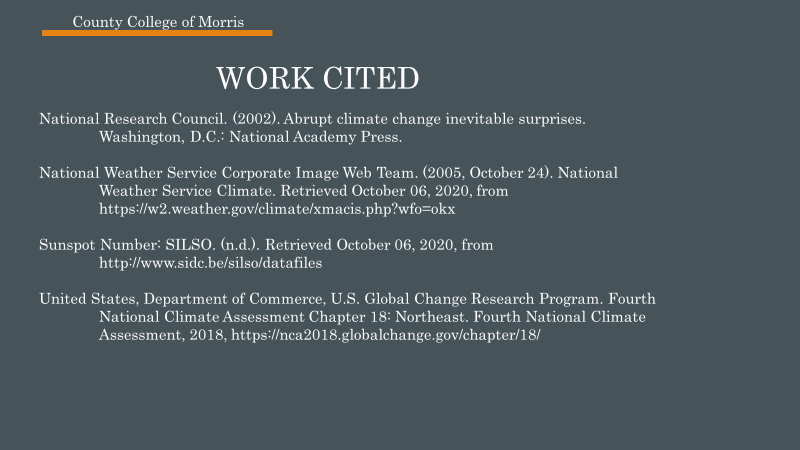 County College of Morris
WORK CITED
National Research Council. (2002). Abrupt climate change inevitable surprises.
Washington, D.C.: National Academy Press.
National Weather Service Corporate Image Web Team. (2005, October 24). National
Weather Service Climate. Retrieved October 06, 2020, from
https://w2.weather.gov/climate/xmacis.php?wfo=okx
Sunspot Number: SILSO. (n.d.). Retrieved October 06, 2020, from
http://www.sidc.be/silso/datafiles
United States, Department of Commerce, U.S. Global Change Research Program. Fourth
National Climate Assessment Chapter 18: Northeast. Fourth National Climate
Assessment, 2018, https://nca2018.globalchange.gov/chapter/18/